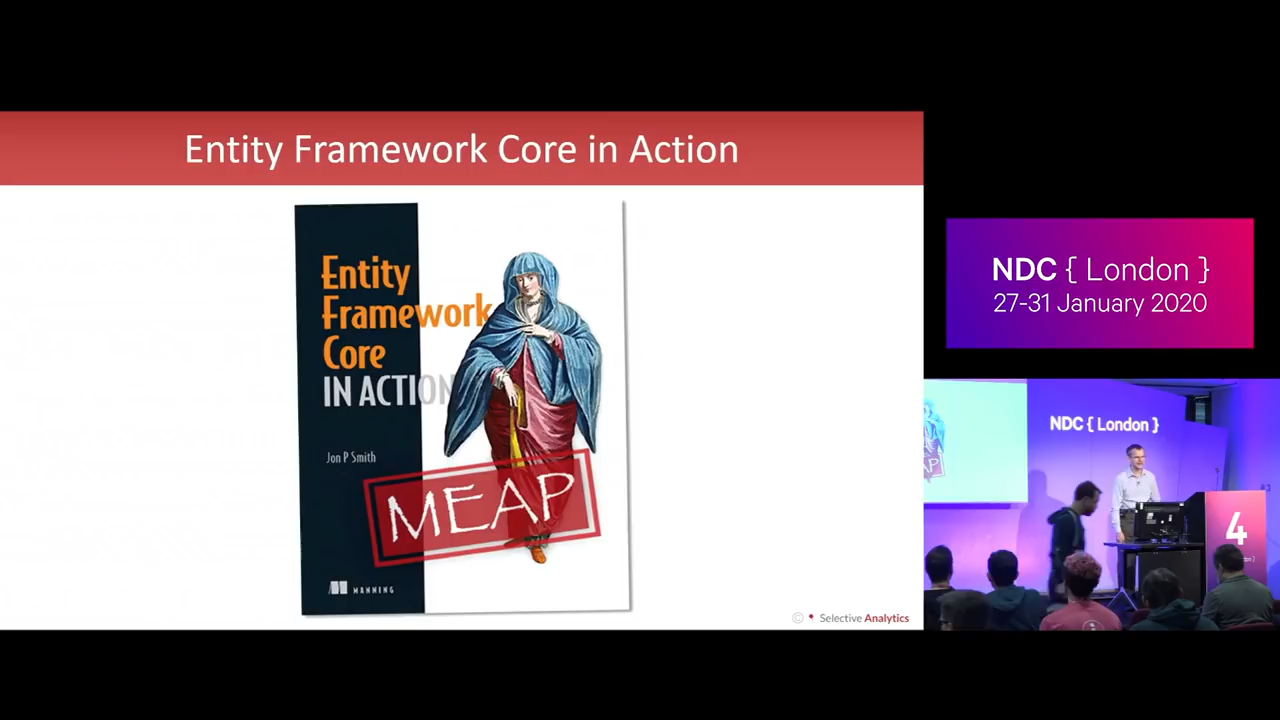 Entity Framework Core in Action
Entity
Framework
Core
IN ACTION
Jon P Smith
MEAP
MANNING
© Selective Analytics
NDC { London }
27-31 January 2020
NDC { London }
AP
4